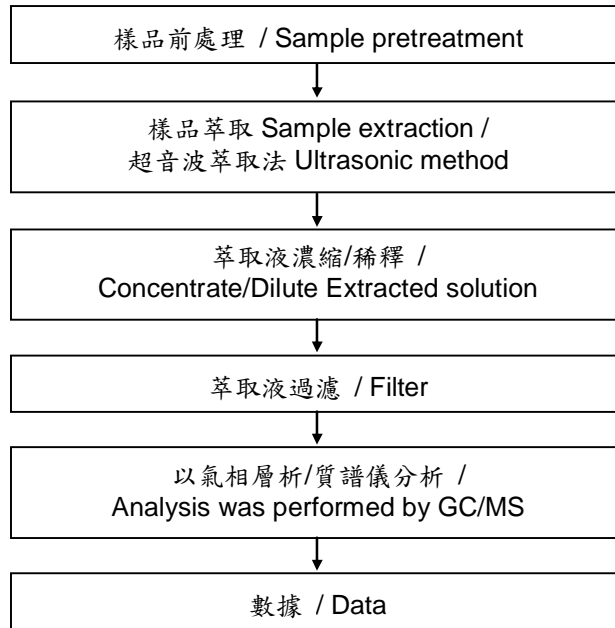 樣品前處理 / Sample pretreatment
樣品萃取 Sample extraction /
超音波萃取法 Ultrasonic method
萃取液濃縮/稀釋 /
Concentrate/Dilute Extracted solution
萃取液過濾 / Filter
以氣相層析/質譜儀分析 /
Analysis was performed by GC/MS
數據 / Data